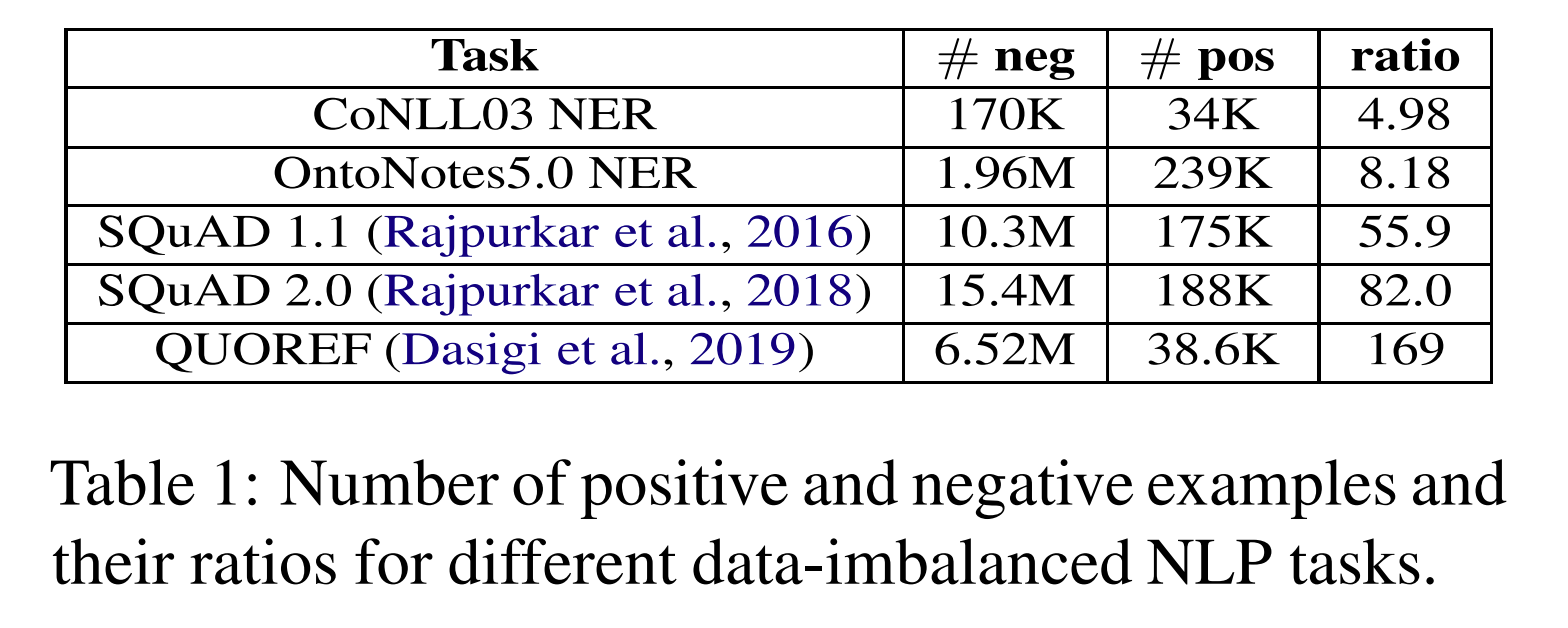 Task # neg # pos ratio
CoNLL03 NER 170K 34K 4.98
OntoNotes5.0 NER 1.96M 239K 8.18
SQuAD 1.1 (Rajpurkar et al., 2016) 10.3M 175K 55.9
SQuAD 2.0 (Rajpurkar et al., 2018) 15.4M 188K 82.0
QUOREF (Dasigi et al., 2019) 6.52M 38.6K 169
Table 1: Number of positive and negative examples and
their ratios for different data-imbalanced NLP tasks.